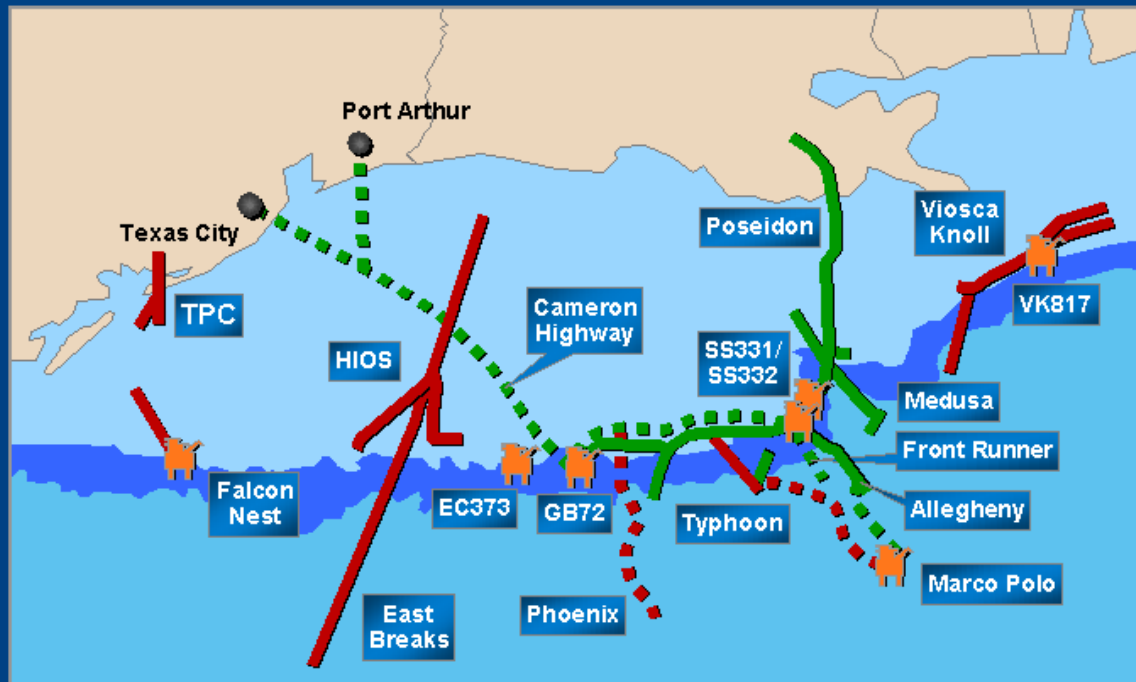 Port Arthur
Texas City
TPC
HIOS
Cameron
Highway
Poseidon
Viosca
Knoll
VK817
SS331/
SS332
Medusa
Front Runner
Allegheny
Falcon
Nest
EC373
GB72
Typhoon
Marco Polo
Phoenix
East
Breaks